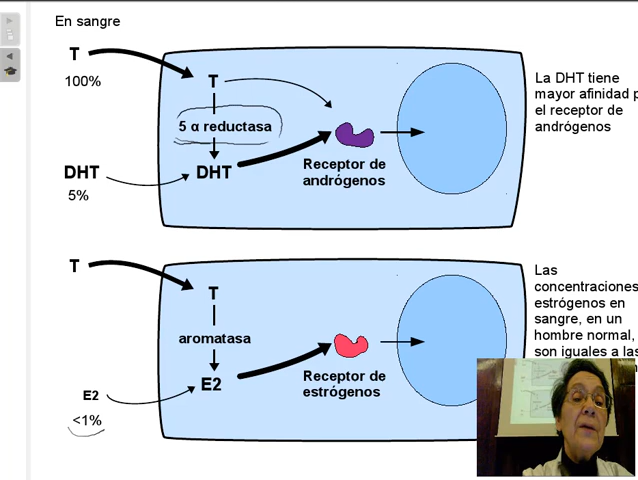 En sangre
T
100%
T
5 α reductasa
DHT
DHT
5%
Receptor de
andrógenos
La DHT tiene
mayor afinidad p
el receptor de
andrógenos
T
T
aromatasa
E2
E2
<1%
Receptor de
estrógenos
Las
concentraciones
estrógenos en
sangre, en un
hombre normal,
son iguales a las